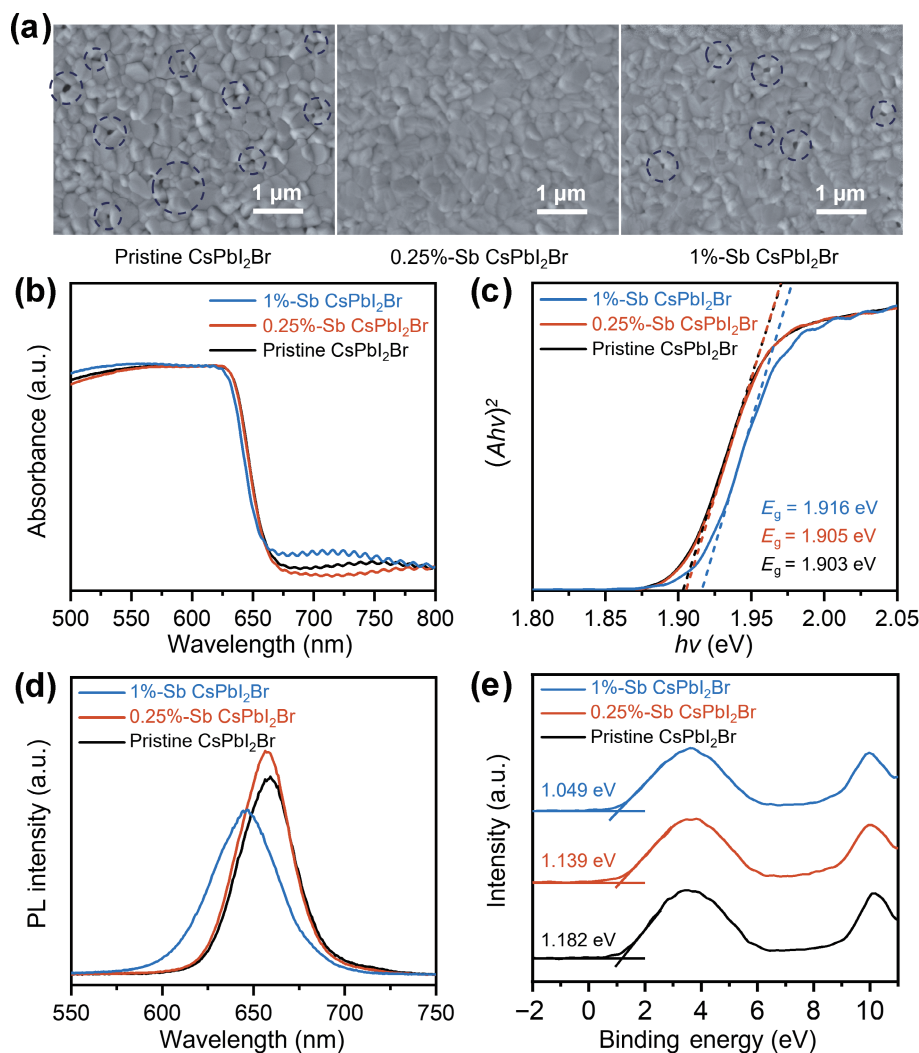 (a)
1 μm
1 μm
1 μm
Pristine CsPbI₂Br
0.25%-Sb CsPbI₂Br
1%-Sb CsPbI₂Br
(b)
1%-Sb CsPbI₂Br
0.25%-Sb CsPbI₂Br
Pristine CsPbI₂Br
Absorbance (a.u.)
500 550 600 650 700 750 800
Wavelength (nm)
(c)
1%-Sb CsPbI₂Br
0.25%-Sb CsPbI₂Br
Pristine CsPbI₂Br
(Ahv)²
E_g = 1.916 eV
E_g = 1.905 eV
E_g = 1.903 eV
1.80 1.85 1.90 1.95 2.00 2.05
hv (eV)
(d)
1%-Sb CsPbI₂Br
0.25%-Sb CsPbI₂Br
Pristine CsPbI₂Br
PL intensity (a.u.)
550 600 650 700 750
Wavelength (nm)
(e)
1%-Sb CsPbI₂Br
0.25%-Sb CsPbI₂Br
Pristine CsPbI₂Br
Intensity (a.u.)
1.049 eV
1.139 eV
1.182 eV
−2 0 2 4 6 8 10
Binding energy (eV)